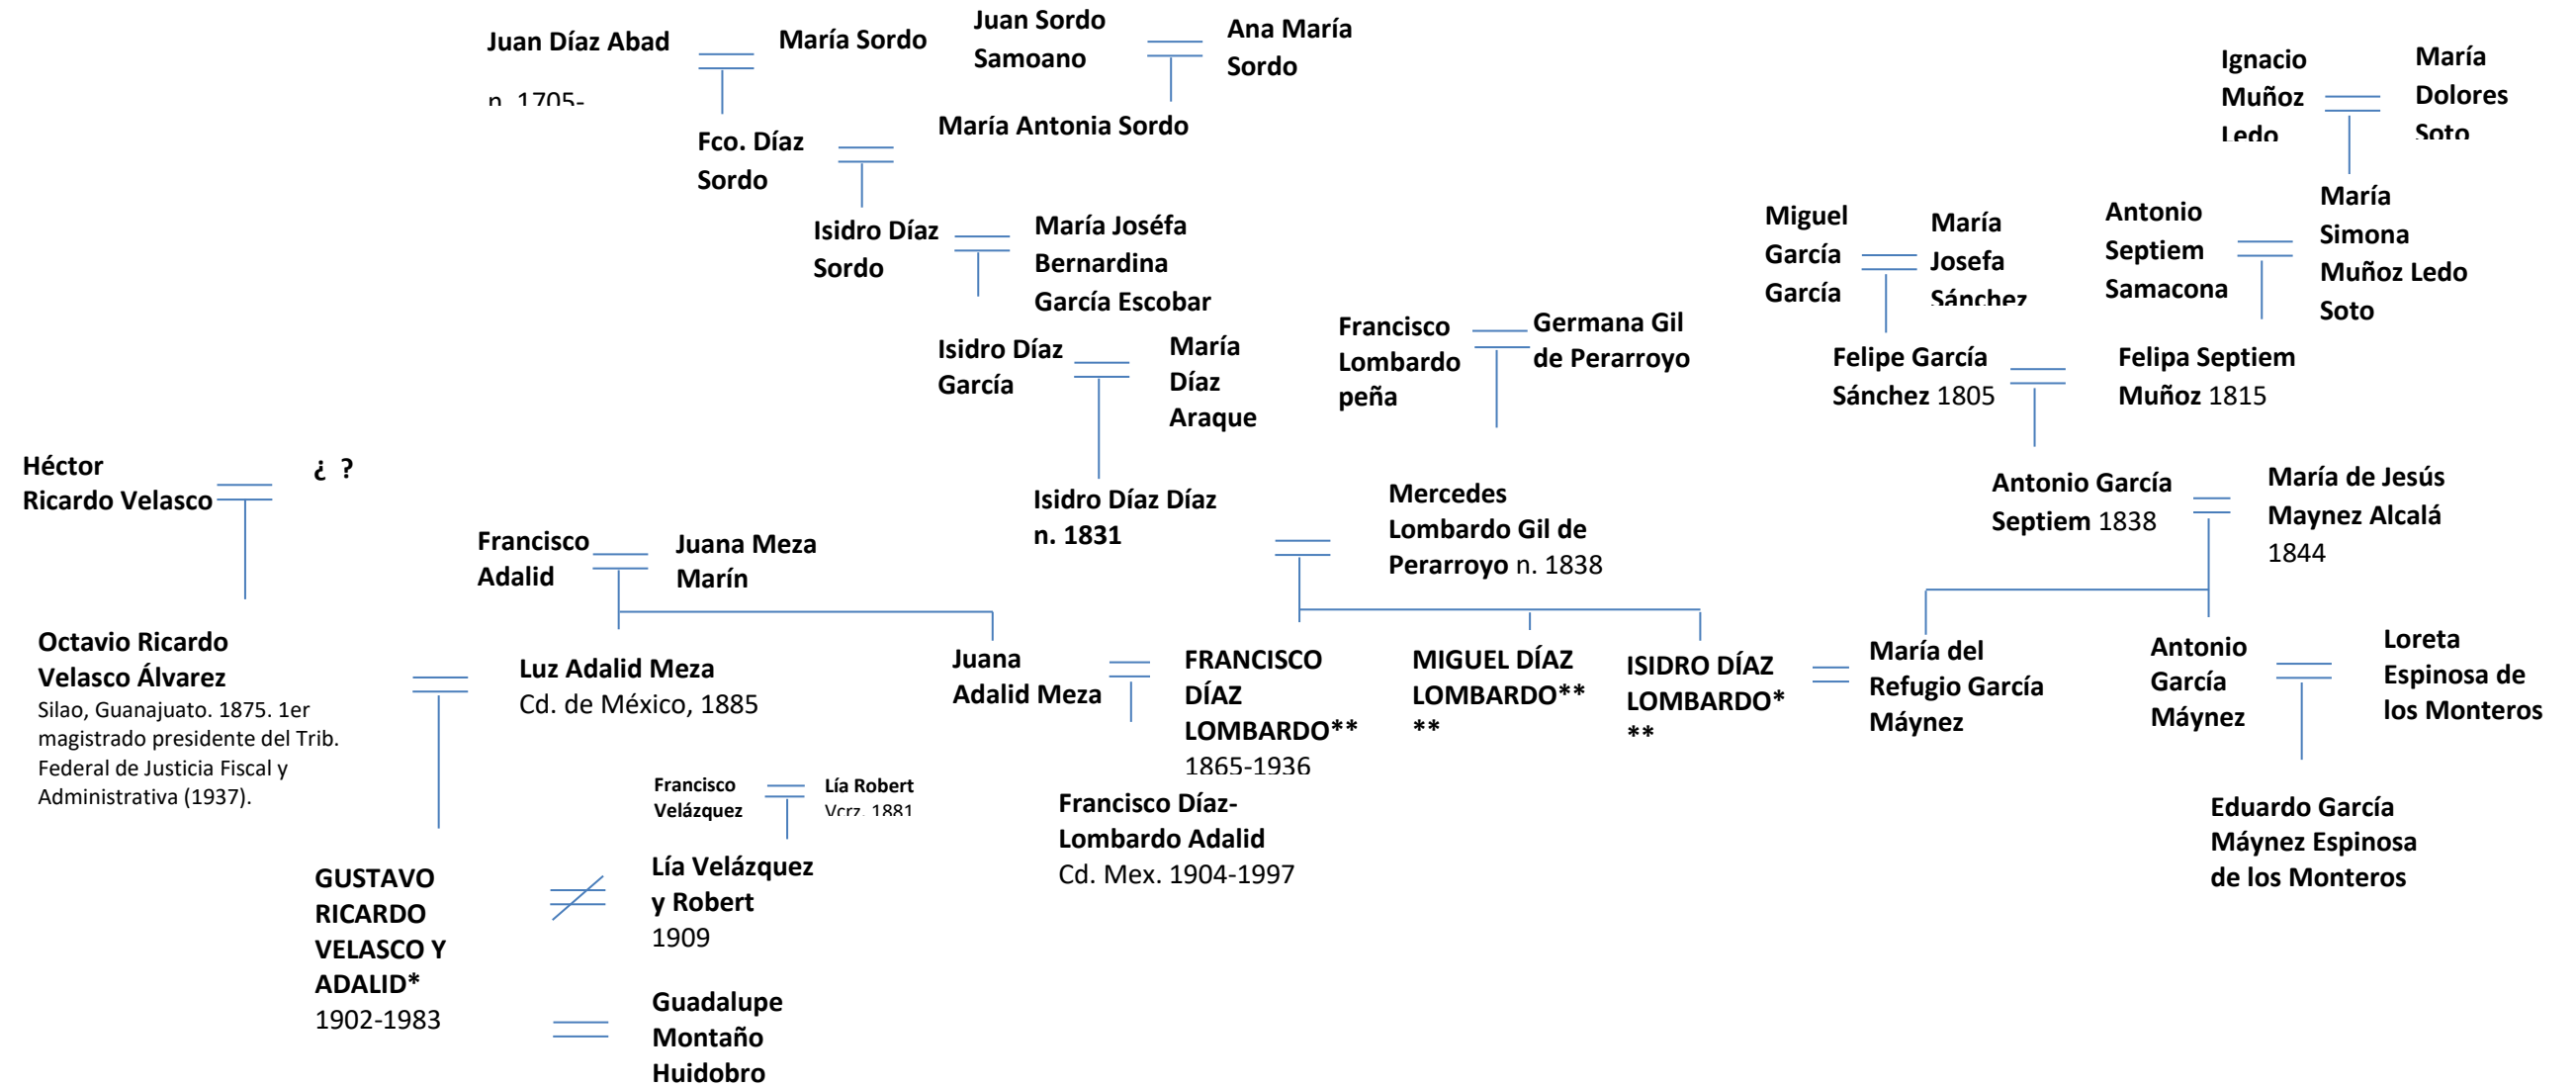 Juan Díaz Abad
n. 1705-
María Sordo
Juan Sordo
Samoano
Ana María
Sordo
Ignacio
Muñoz
Ledo
María
Dolores
Soto
Fco. Díaz
Sordo
María Antonia Sordo
Isidro Díaz
Sordo
María Joséfa
Bernardina
García Escobar
Miguel
García
García
María
Josefa
Sánchez
Antonio
Septiem
Samacona
María
Simona
Muñoz Ledo
Soto
Isidro Díaz
García
María
Díaz
Araque
Francisco
Lombardo
peña
Germana Gil
de Perarroyo
Felipe García
Sánchez 1805
Felipa Septiem
Muñoz 1815
Héctor
Ricardo Velasco
¿ ?
Francisco
Adalid
Juana Meza
Marín
Isidro Díaz Díaz
n. 1831
Mercedes
Lombardo Gil de
Perarroyo n. 1838
Antonio García
Septiem 1838
María de Jesús
Maynez Alcalá
1844
Octavio Ricardo
Velasco Álvarez
Silao, Guanajuato. 1875. 1er
magistrado presidente del Trib.
Federal de Justicia Fiscal y
Administrativa (1937).
Luz Adalid Meza
Cd. de México, 1885
Juana
Adalid Meza
FRANCISCO
DÍAZ
LOMBARDO**
1865-1936
MIGUEL DÍAZ
LOMBARDO**
**
ISIDRO DÍAZ
LOMBARDO*
**
María del
Refugio García
Máynez
Antonio
García
Máynez
Loreta
Espinosa de
los Monteros
Francisco
Velázquez
Lía Robert
Vcrz. 1881
Francisco Díaz-
Lombardo Adalid
Cd. Mex. 1904-1997
Eduardo García
Máynez Espinosa
de los Monteros
GUSTAVO
RICARDO
VELASCO Y
ADALID*
1902-1983
Lía Velázquez
y Robert
1909
Guadalupe
Montaño
Huidobro